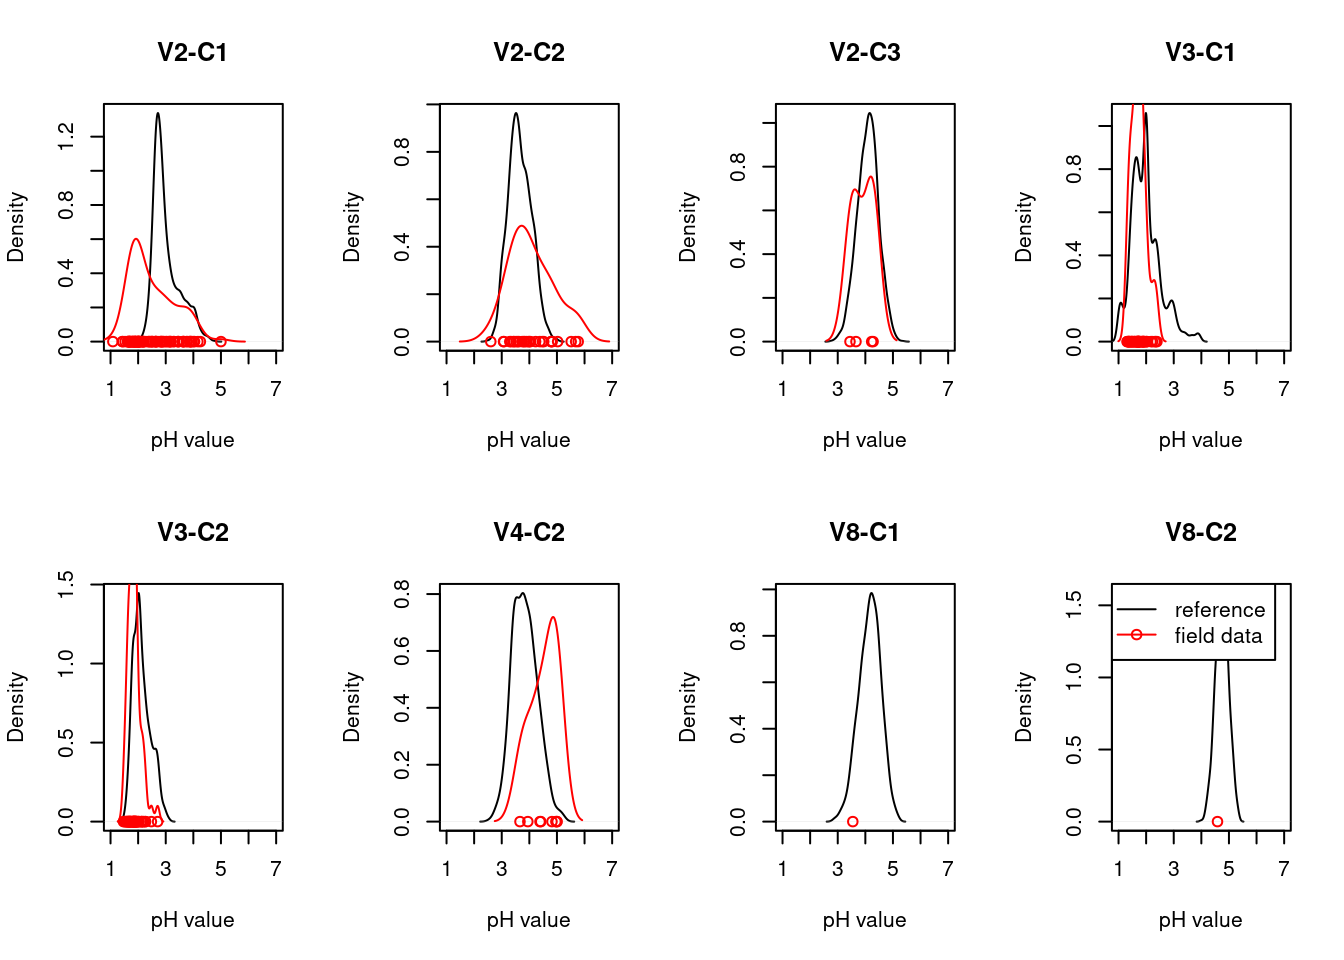 V2-C1
Density
0.0 0.4 0.8 1.2
1 3 5 7
pH value
V2-C2
Density
0.0 0.4 0.8
1 3 5 7
pH value
V2-C3
Density
0.0 0.4 0.8
1 3 5 7
pH value
V3-C1
Density
0.0 0.4 0.8
1 3 5 7
pH value
V3-C2
Density
0.0 0.5 1.0 1.5
1 3 5 7
pH value
V4-C2
Density
0.0 0.2 0.4 0.6 0.8
1 3 5 7
pH value
V8-C1
Density
0.0 0.4 0.8
1 3 5 7
pH value
V8-C2
reference
field data
Density
0.0 0.5 1.0 1.5
1 3 5 7
pH value